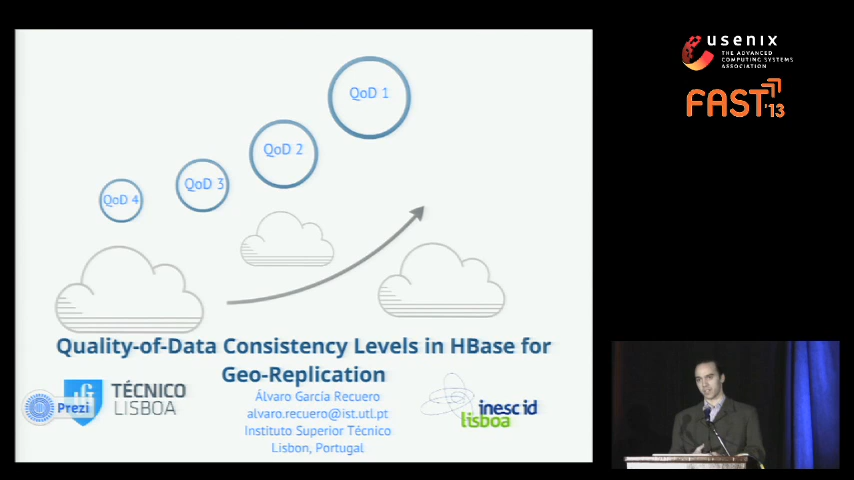 QoD 1
QoD 2
QoD 3
QoD 4
Quality-of-Data Consistency Levels in HBase for
Geo-Replication
Álvaro García Recuero
alvaro.recuero@ist.utl.pt
Instituto Superior Técnico
Lisbon, Portugal
TÉCNICO
LISBOA
Prezi
inesc id
lisboa
usenix
THE ADVANCED
COMPUTING SYSTEMS
ASSOCIATION
FAST '13